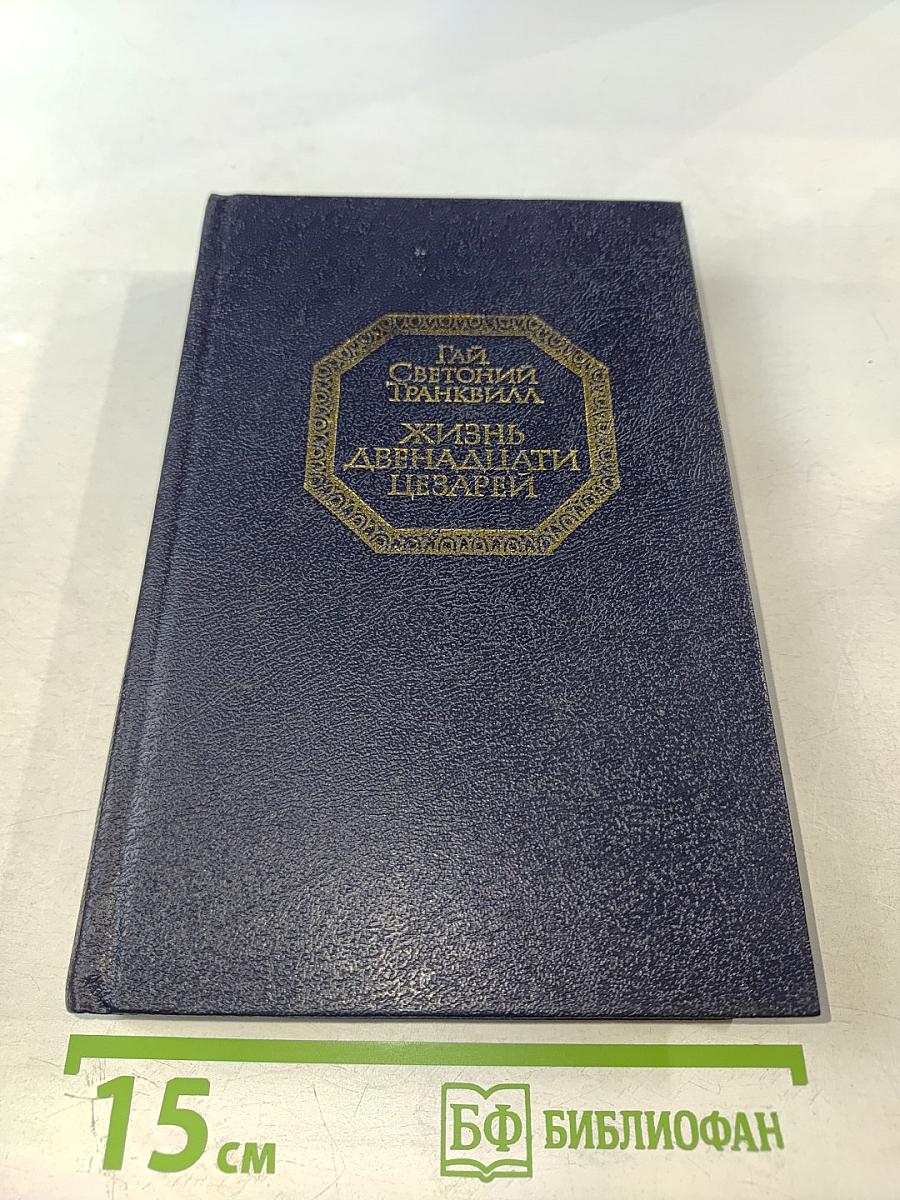 Гай
Светоний
Транквилл
Жизнь
двенадцати
цезарей
15 см
БФ БИБЛИОФАН